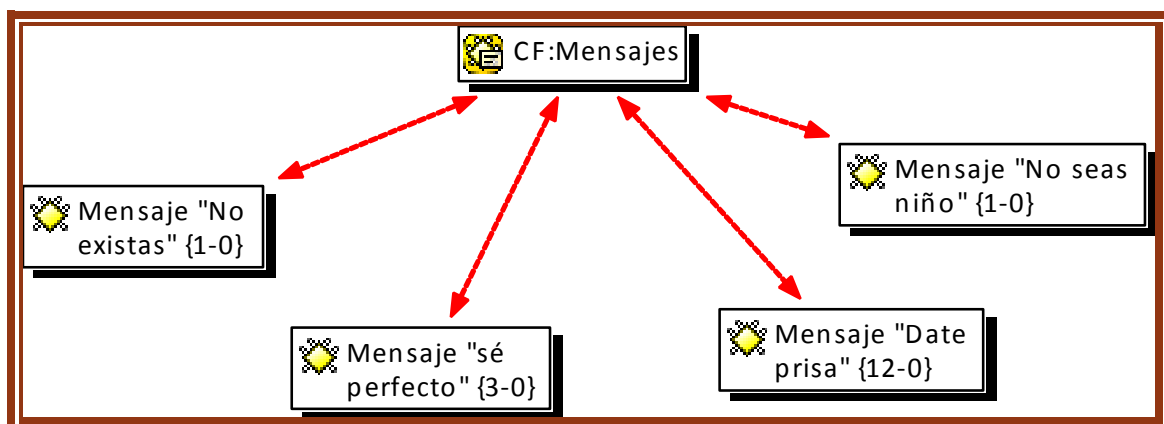 CF:Mensajes
Mensaje "No seas
niño" {1-0}
Mensaje "No
existas" {1-0}
Mensaje "sé
perfecto" {3-0}
Mensaje "Date
prisa" {12-0}